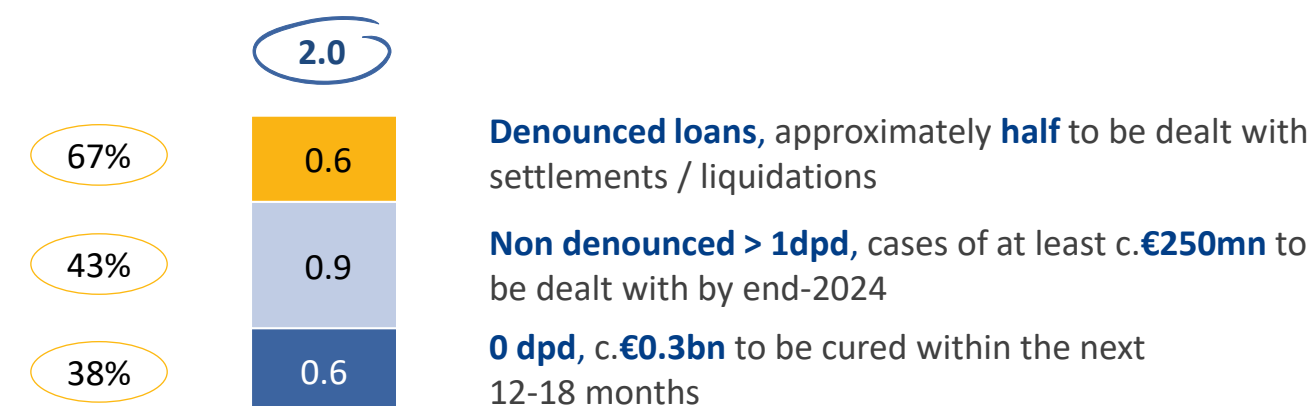 2.0
67%
0.6
Denounced loans, approximately half to be dealt with
settlements / liquidations
43%
0.9
Non denounced > 1dpd, cases of at least c.€250mn to
be dealt with by end-2024
38%
0.6
0 dpd, c.€0.3bn to be cured within the next
12-18 months